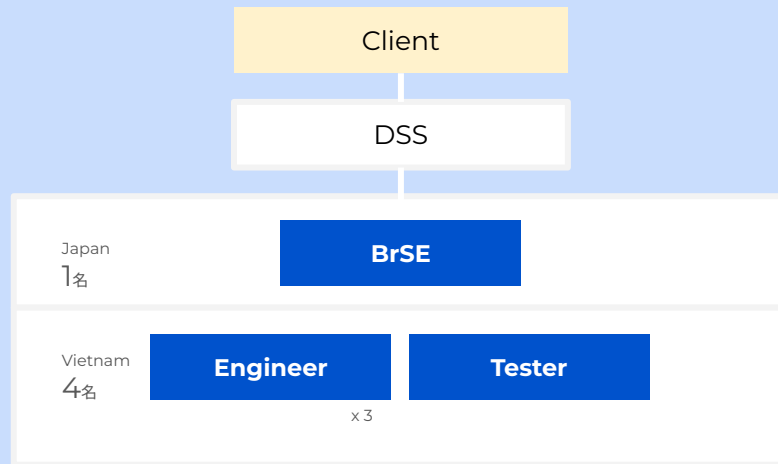 Client
DSS
Japan
1名
BrSE
Vietnam
4名
Engineer
Tester
x 3